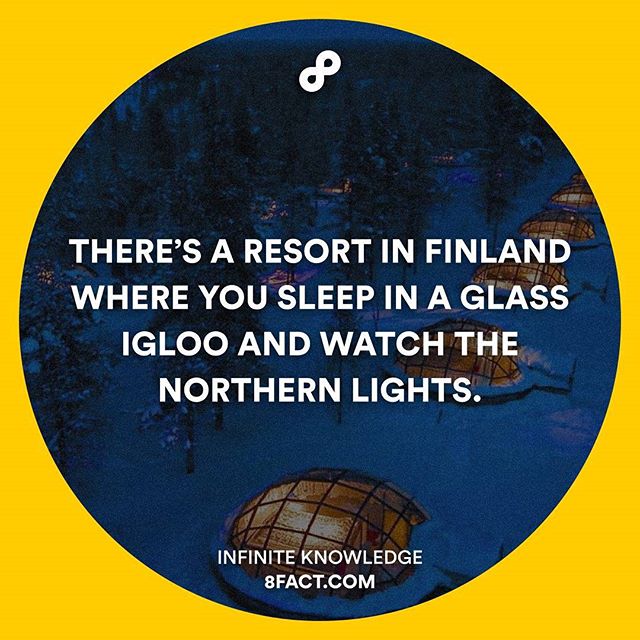 THERE’S A RESORT IN FINLAND
WHERE YOU SLEEP IN A GLASS
IGLOO AND WATCH THE
NORTHERN LIGHTS.
INFINITE KNOWLEDGE
8FACT.COM